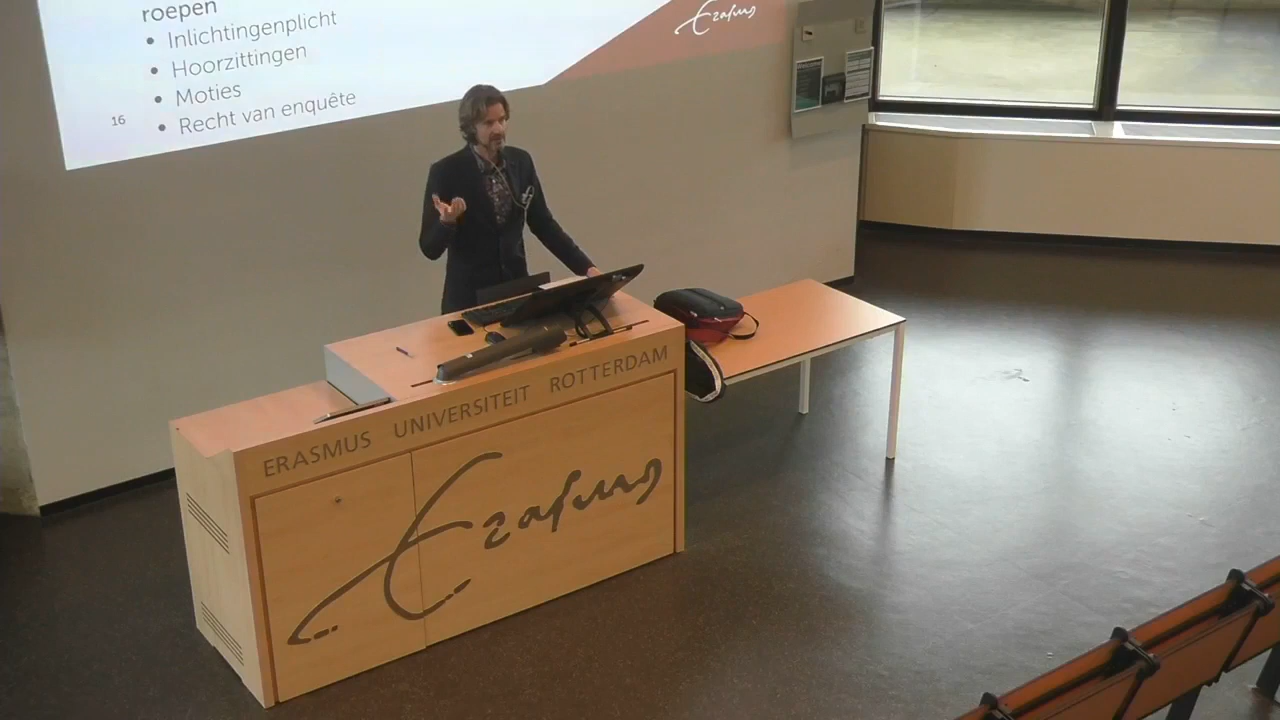 roepen
• Inlichtingenplicht
• Hoorzittingen
• Moties
• Recht van enquête
16
Erasmus
ERASMUS UNIVERSITEIT ROTTERDAM
Erasmus